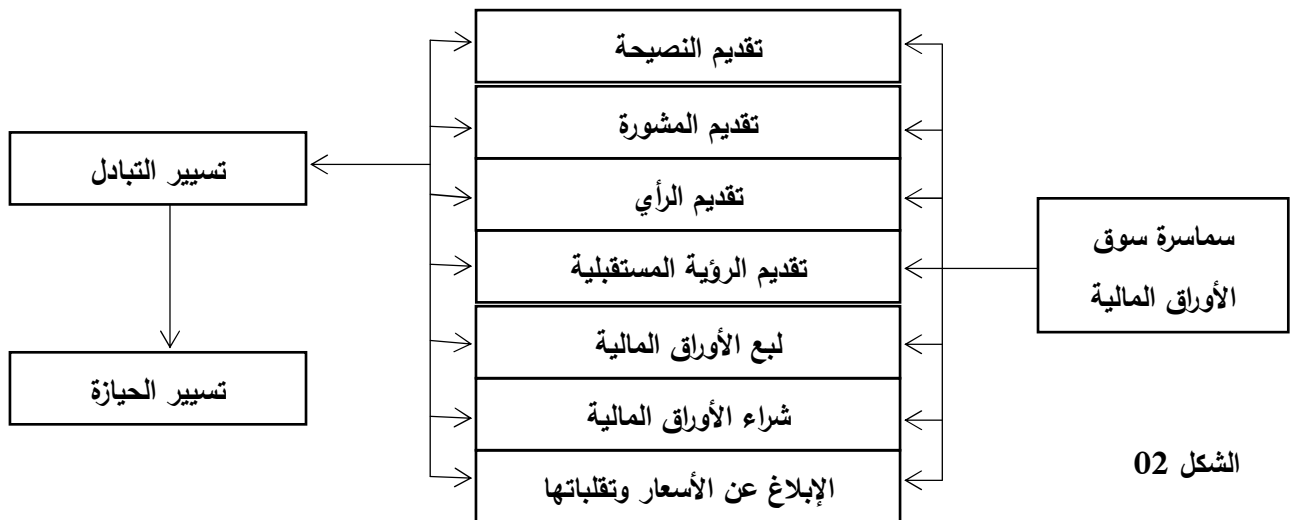 سماسرة سوق
الأوراق المالية
تقديم النصيحة
تقديم المشورة
تقديم الرأي
تقديم الرؤية المستقبلية
لبع الأوراق المالية
شراء الأوراق المالية
الإبلاغ عن الأسعار وتقلباتها
تسيير التبادل
تسيير الحيازة
الشكل 02